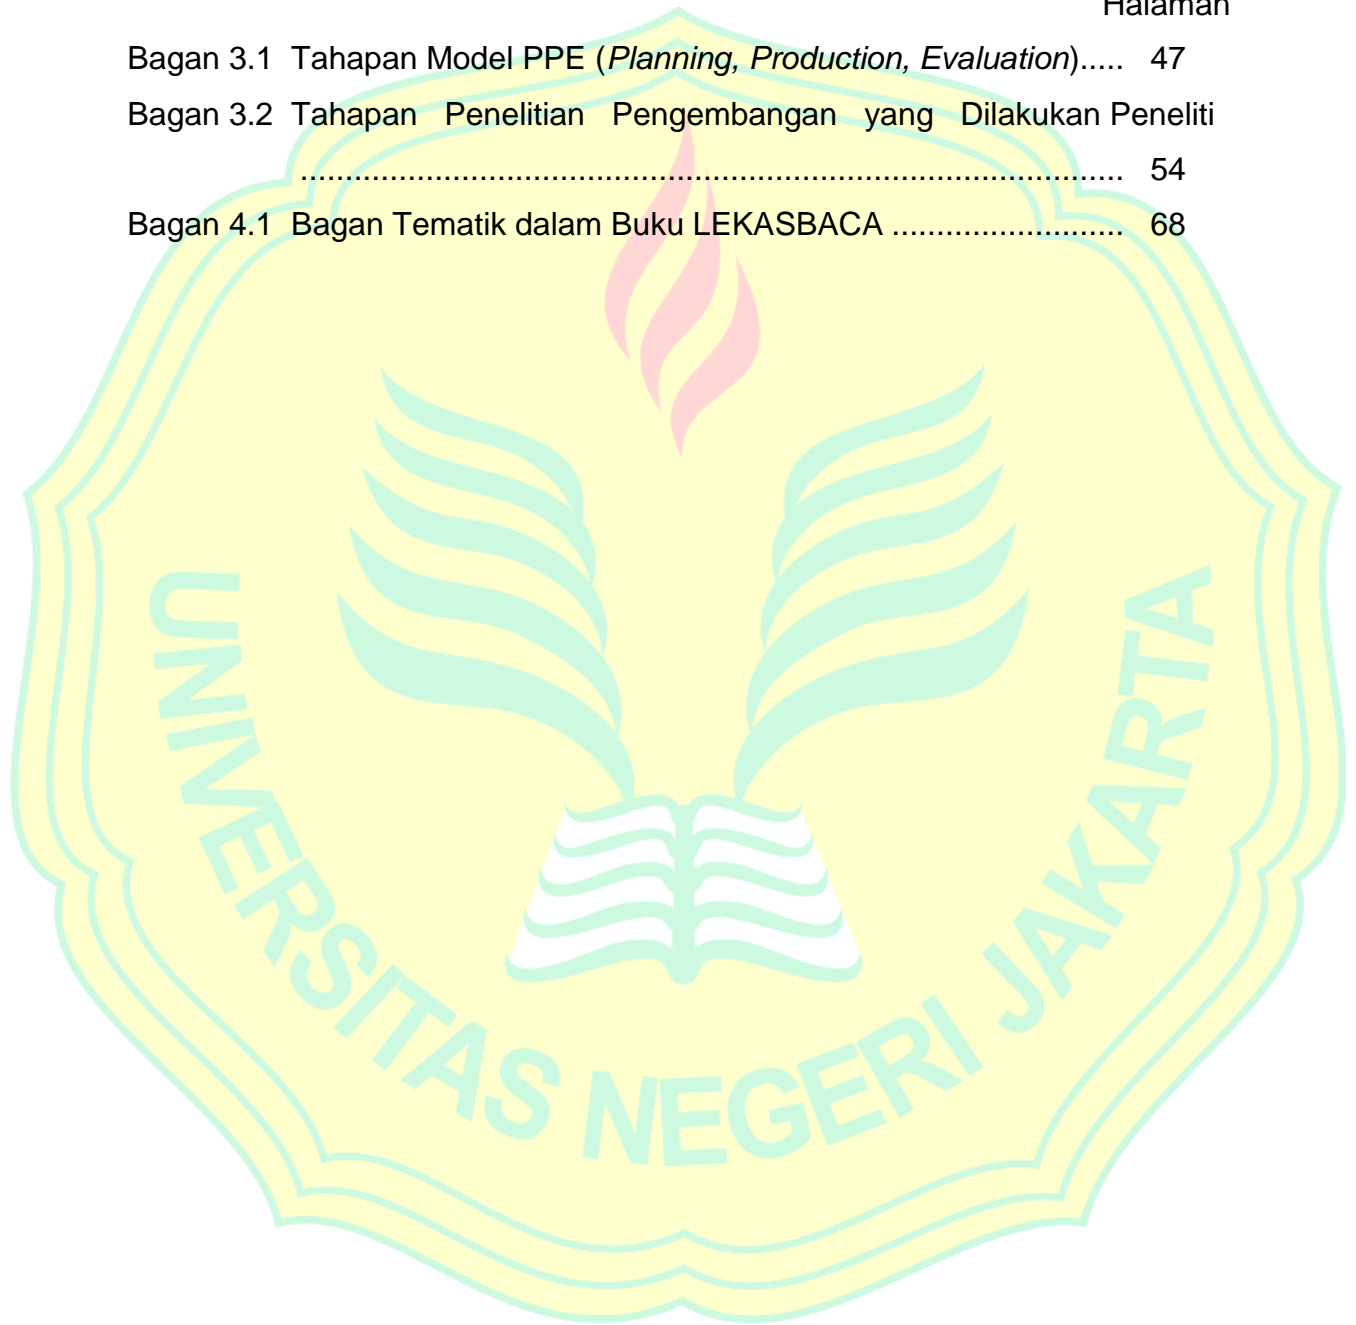 Halaman
Bagan 3.1 Tahapan Model PPE (Planning, Production, Evaluation)..... 47
Bagan 3.2 Tahapan Penelitian Pengembangan yang Dilakukan Peneliti
............................................................................................ 54
Bagan 4.1 Bagan Tematik dalam Buku LEKASBACA .......................... 68
UNIVERSITAS NEGERI JAKARTA